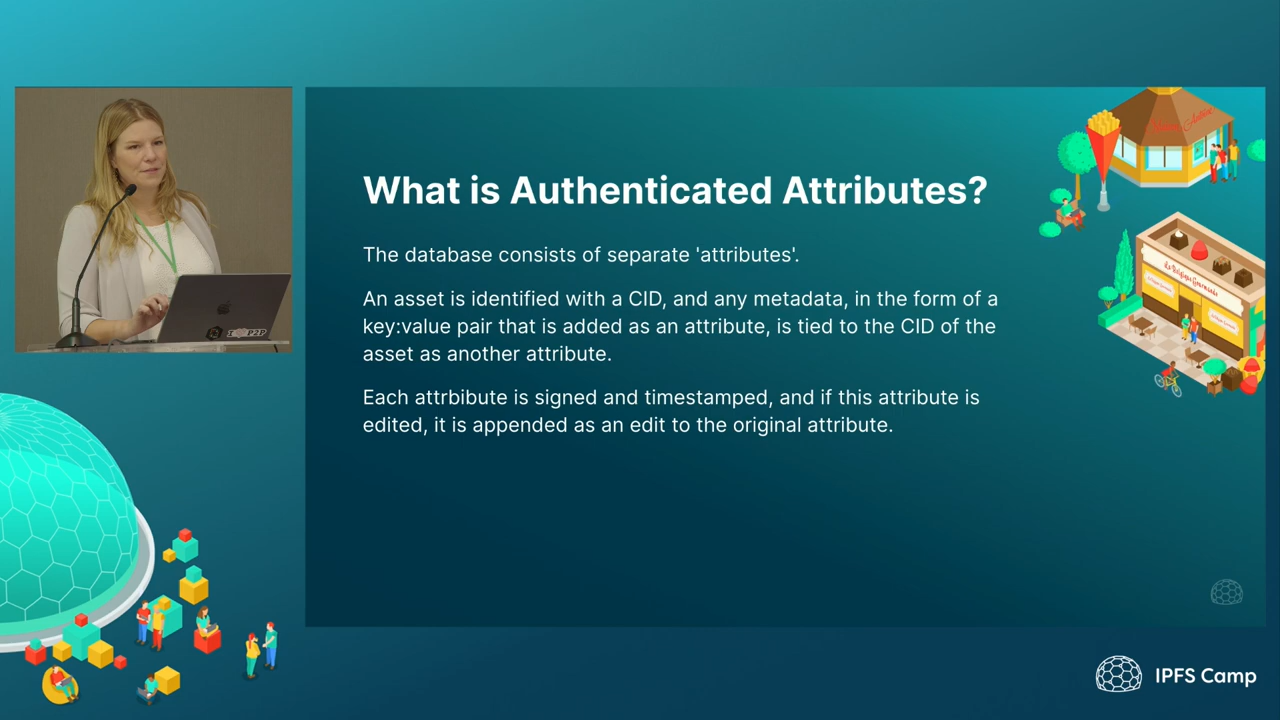 What is Authenticated Attributes?
The database consists of separate 'attributes'.
An asset is identified with a CID, and any metadata, in the form of a
key:value pair that is added as an attribute, is tied to the CID of the
asset as another attribute.
Each attrbibute is signed and timestamped, and if this attribute is
edited, it is appended as an edit to the original attribute.
IPFS Camp